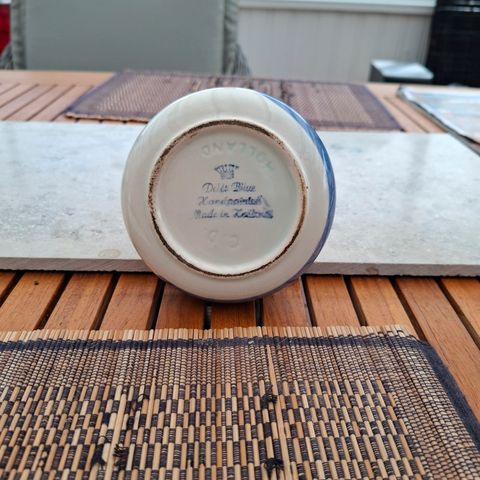 HOLLAND
Delft Blue
Handpainted
Made in Holland